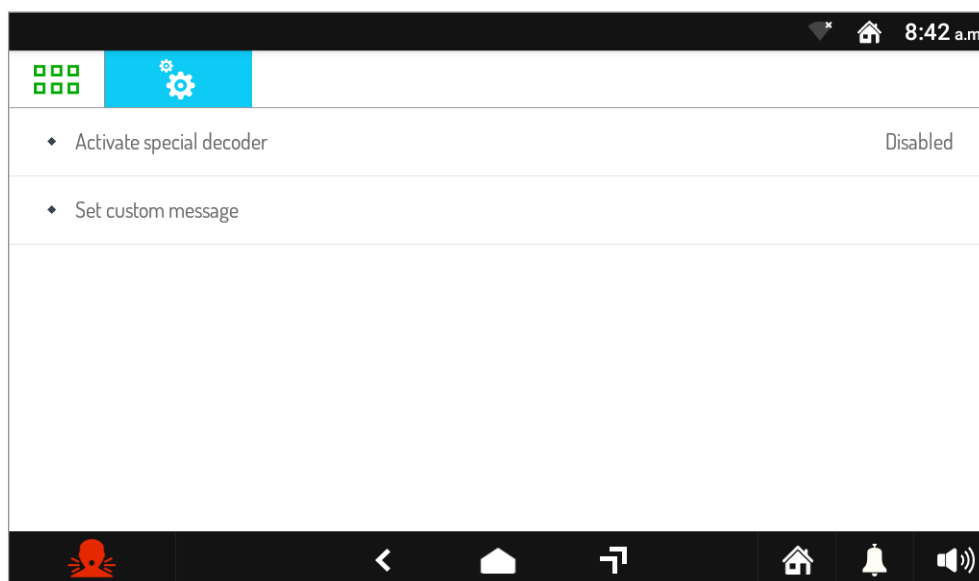 8:42 a.m
Activate special decoder Disabled
Set custom message